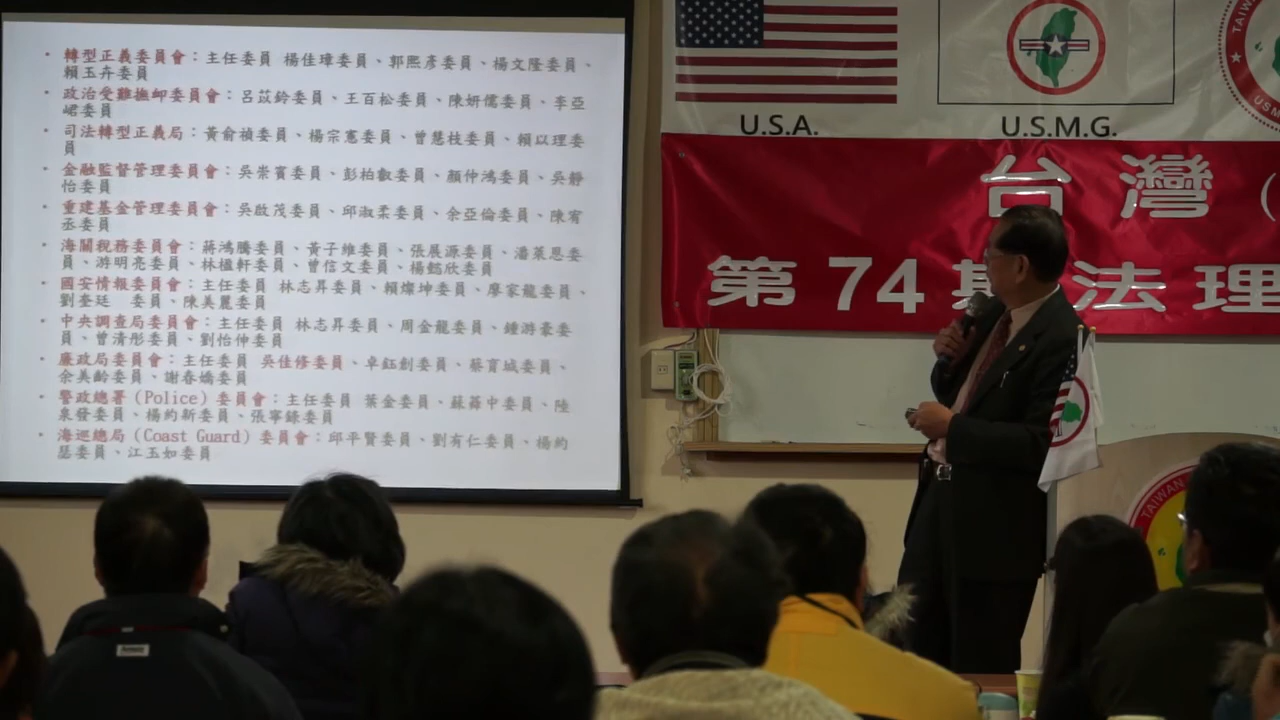 • 轉型正義委員會：主任委員 楊佳璋委員、郭熙彥委員、楊文隆委員、
賴玉卉委員
• 政治受難撫卹委員會：呂苡鈴委員、王百松委員、陳妍儒委員、李亞
峮委員
• 司法轉型正義局：黃俞禎委員、楊宗憲委員、曾慧枝委員、賴以理委
員
• 金融監督管理委員會：吳崇賓委員、彭柏叡委員、顏仲鴻委員、吳靜
怡委員
• 重建基金管理委員會：吳啟茂委員、邱淑柔委員、余亞倫委員、陳宥
丞委員
• 海關稅務委員會：蔣鴻騰委員、黃子維委員、張展源委員、潘萊恩委
員、游明亮委員、林楹軒委員、曾信文委員、楊懿欣委員
• 國安情報委員會：主任委員 林志昇委員、賴燦坤委員、廖家龍委員、
劉奎廷 委員、陳美麗委員
• 中央調查局委員會：主任委員 林志昇委員、周金龍委員、鍾游豪委
員、曾清彤委員、劉怡伸委員
• 廉政局委員會：主任委員 吳佳修委員、卓鈺創委員、蔡育城委員、
余美齡委員、謝春嬌委員
• 警政總署（Police）委員會：主任委員 葉金委員、蘇蒔中委員、陸
泉發委員、楊約新委員、張寧鋒委員
• 海巡總局（Coast Guard）委員會：邱平賢委員、劉有仁委員、楊約
瑟委員、江玉如委員
U.S.A.
U.S.M.G.
台灣（
第74基法理
TAIWAN
USM
TAIWAN